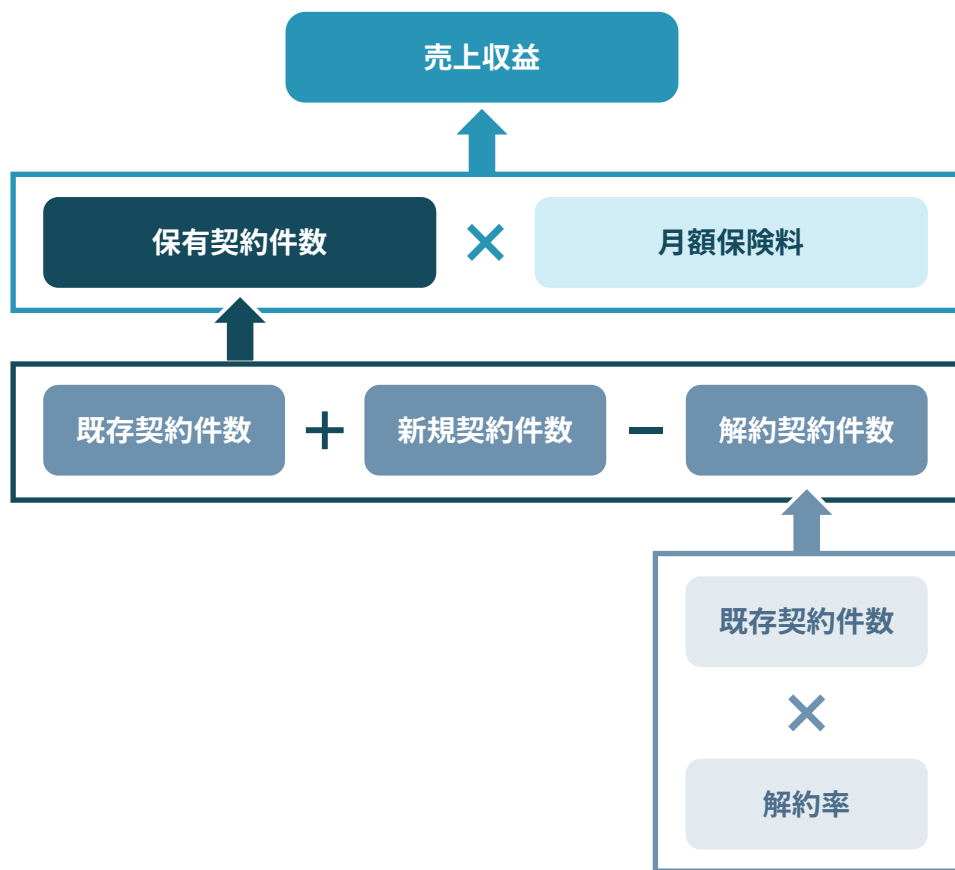 売上収益
保有契約件数 × 月額保険料
既存契約件数 + 新規契約件数 − 解約契約件数
既存契約件数
×
解約率